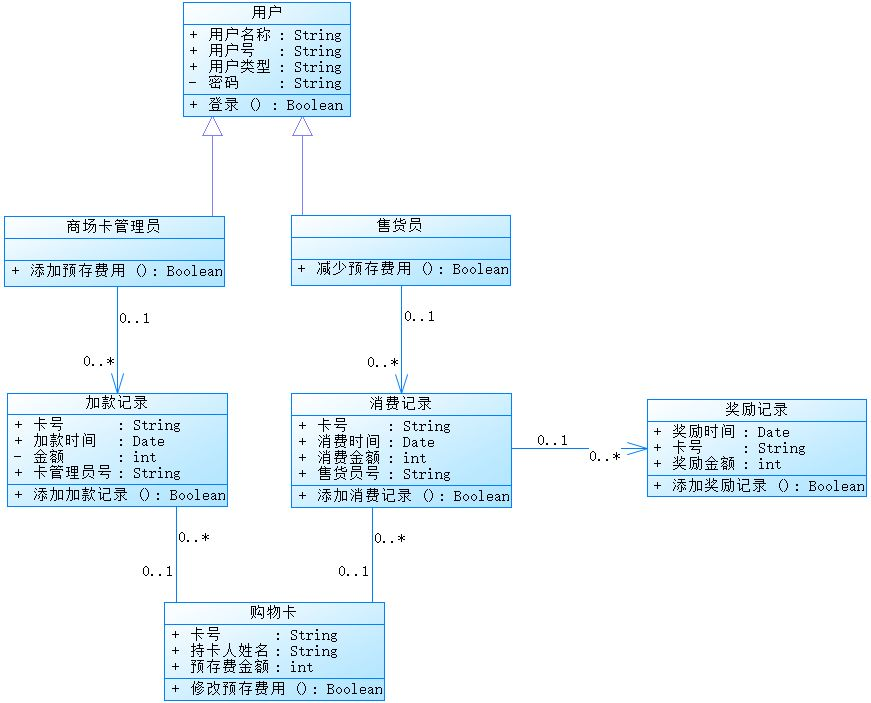 用户
+ 用户名称 : String
+ 用户号 : String
+ 用户类型 : String
- 密码 : String
+ 登录 () : Boolean
商场卡管理员
+ 添加预存费用 () : Boolean
售货员
+ 减少预存费用 () : Boolean
0..1
0..*
0..1
0..*
加款记录
+ 卡号 : String
+ 加款时间 : Date
- 金额 : int
+ 卡管理员号 : String
+ 添加加款记录 () : Boolean
消费记录
+ 卡号 : String
+ 消费时间 : Date
+ 消费金额 : int
+ 售货员号 : String
+ 添加消费记录 () : Boolean
0..1
0..*
奖励记录
+ 奖励时间 : Date
+ 卡号 : String
+ 奖励金额 : int
+ 添加奖励记录 () : Boolean
0..*
0..1
0..*
0..1
购物卡
+ 卡号 : String
+ 持卡人姓名 : String
+ 预存费金额 : int
+ 修改预存费用 () : Boolean